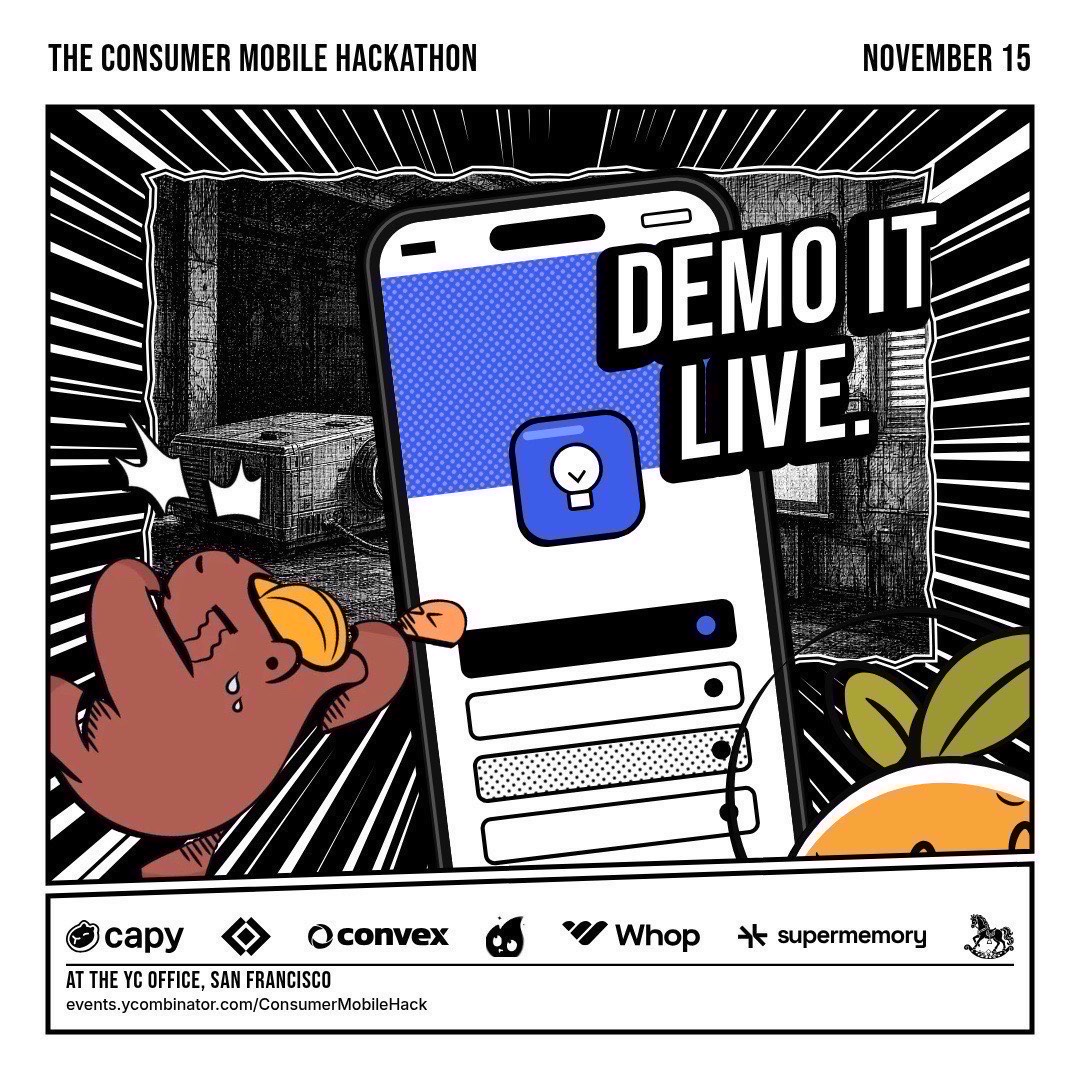 THE CONSUMER MOBILE HACKATHON
NOVEMBER 15
DEMO IT
LIVE.
capy
convex
Whop
supermemory
AT THE YC OFFICE, SAN FRANCISCO
events.ycombinator.com/ConsumerMobileHack